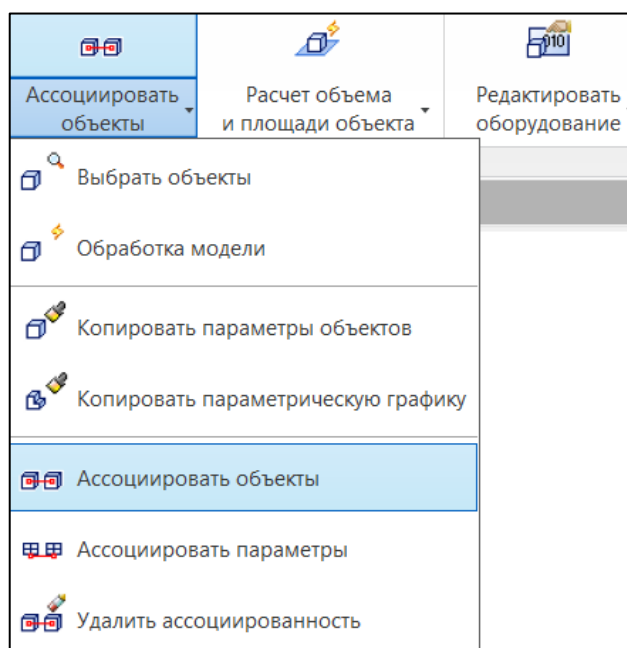 Ассоциировать
объекты
Расчет объема
и площади объекта
Редактировать
оборудование
010
Выбрать объекты
Обработка модели
Копировать параметры объектов
Копировать параметрическую графику
Ассоциировать объекты
Ассоциировать параметры
Удалить ассоциированность